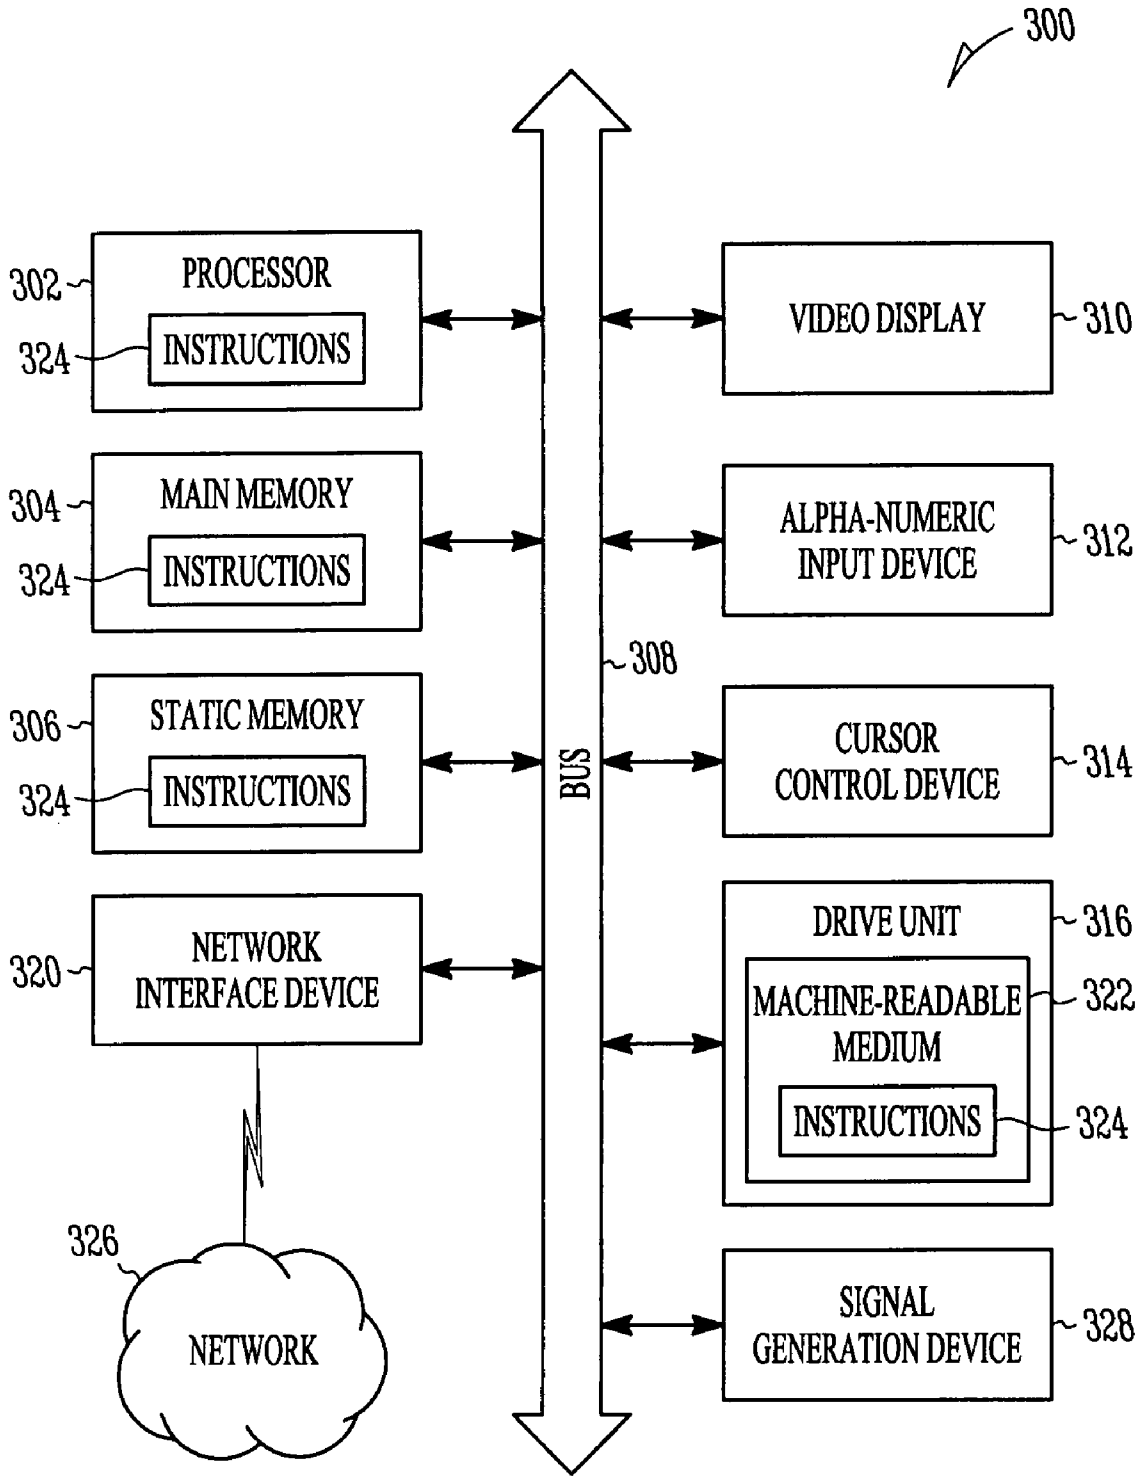 300
302
PROCESSOR
324
INSTRUCTIONS
304
MAIN MEMORY
324
INSTRUCTIONS
306
STATIC MEMORY
324
INSTRUCTIONS
320
NETWORK
INTERFACE DEVICE
326
NETWORK
308
BUS
VIDEO DISPLAY
310
ALPHA-NUMERIC
INPUT DEVICE
312
CURSOR
CONTROL DEVICE
314
DRIVE UNIT
316
MACHINE-READABLE
MEDIUM
322
INSTRUCTIONS
324
SIGNAL
GENERATION DEVICE
328